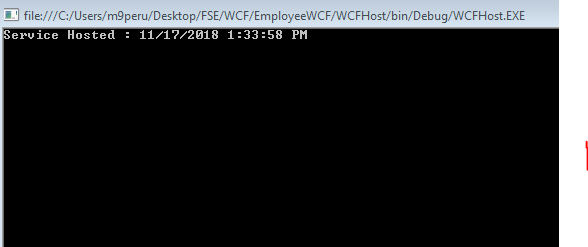 file:///C:/Users/m9peru/Desktop/FSE/WCF/EmployeeWCF/WCFHost/bin/Debug/WCFHost.EXE
Service Hosted : 11/17/2018 1:33:58 PM